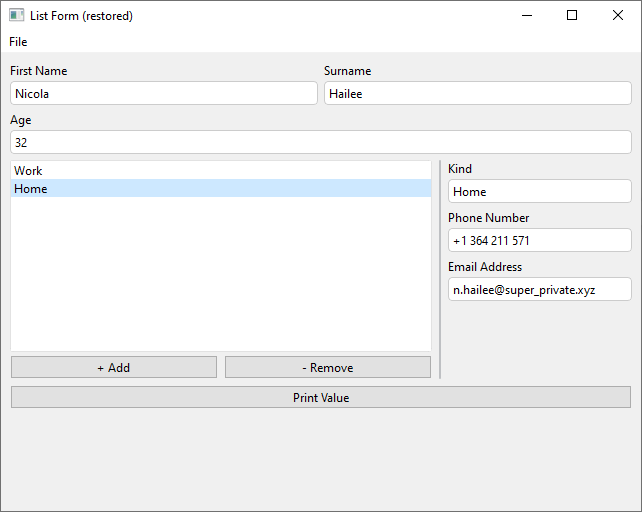 List Form (restored)
File
First Name
Surname
Nicola
Hailee
Age
32
Work
Home
Kind
Home
Phone Number
+1 364 211 571
Email Address
n.hailee@super_private.xyz
+ Add
- Remove
Print Value